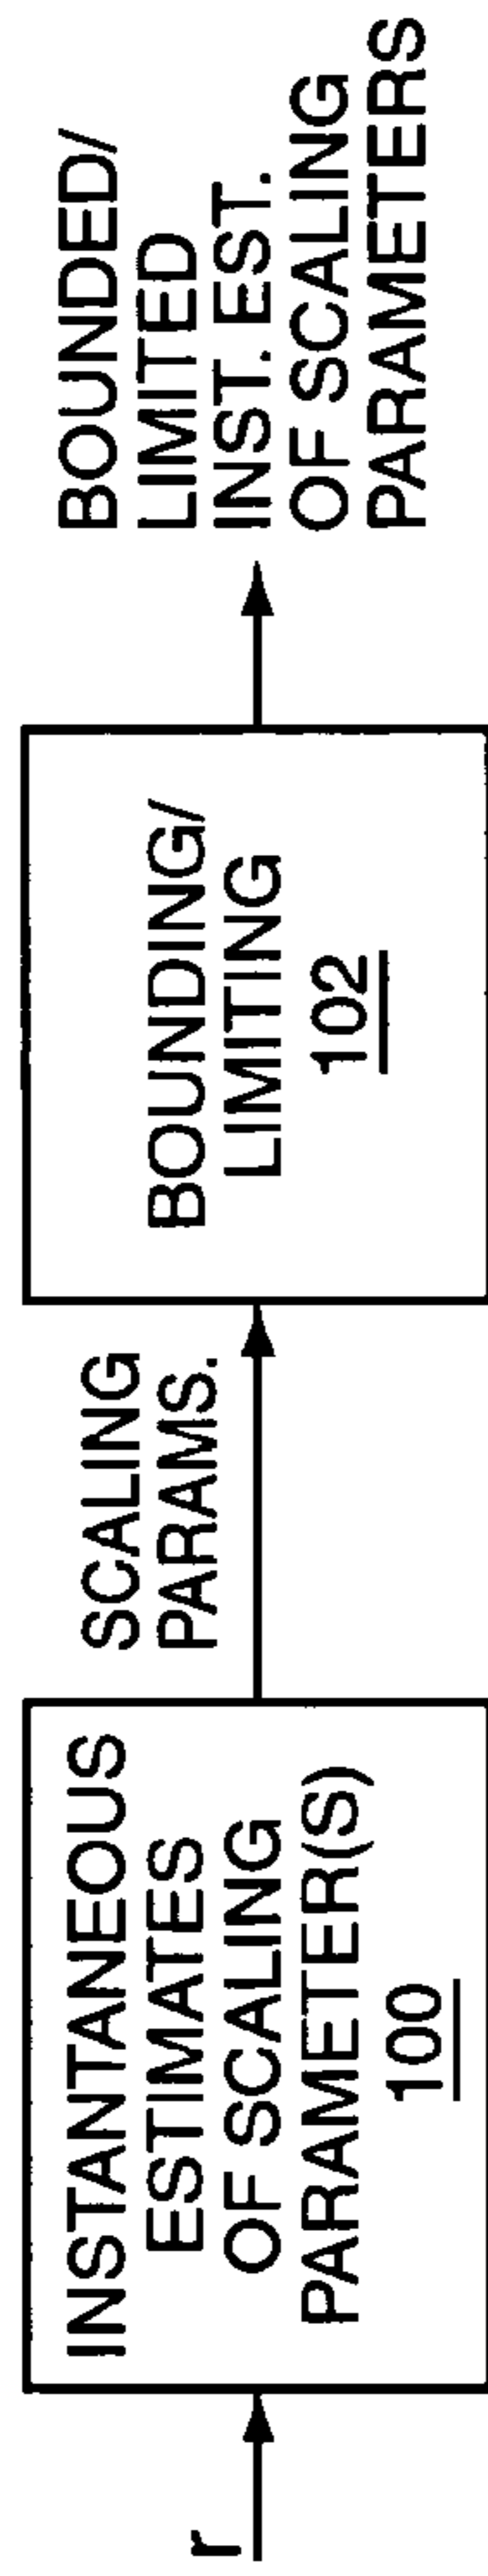 r
INSTANTANEOUS
ESTIMATES
OF SCALING
PARAMETER(S)
100
SCALING
PARAMS.
BOUNDING/
LIMITING
102
BOUNDED/
LIMITED
INST. EST.
OF SCALING
PARAMETERS